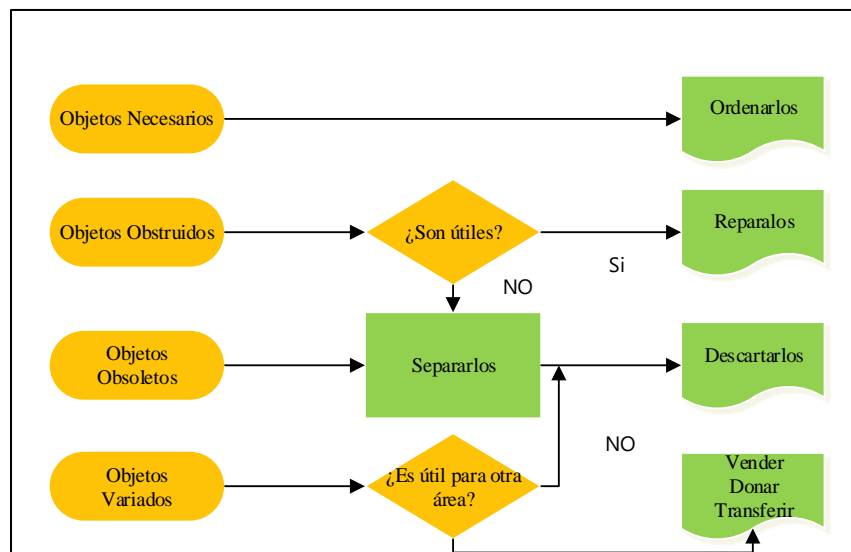 Objetos Necesarios
Ordenarlos
Objetos Obstruidos
¿Son útiles?
Si
Reparalos
NO
Objetos
Obsoletos
Separarlos
Descartarlos
NO
Objetos
Variados
¿Es útil para otra
área?
Vender
Donar
Transferir